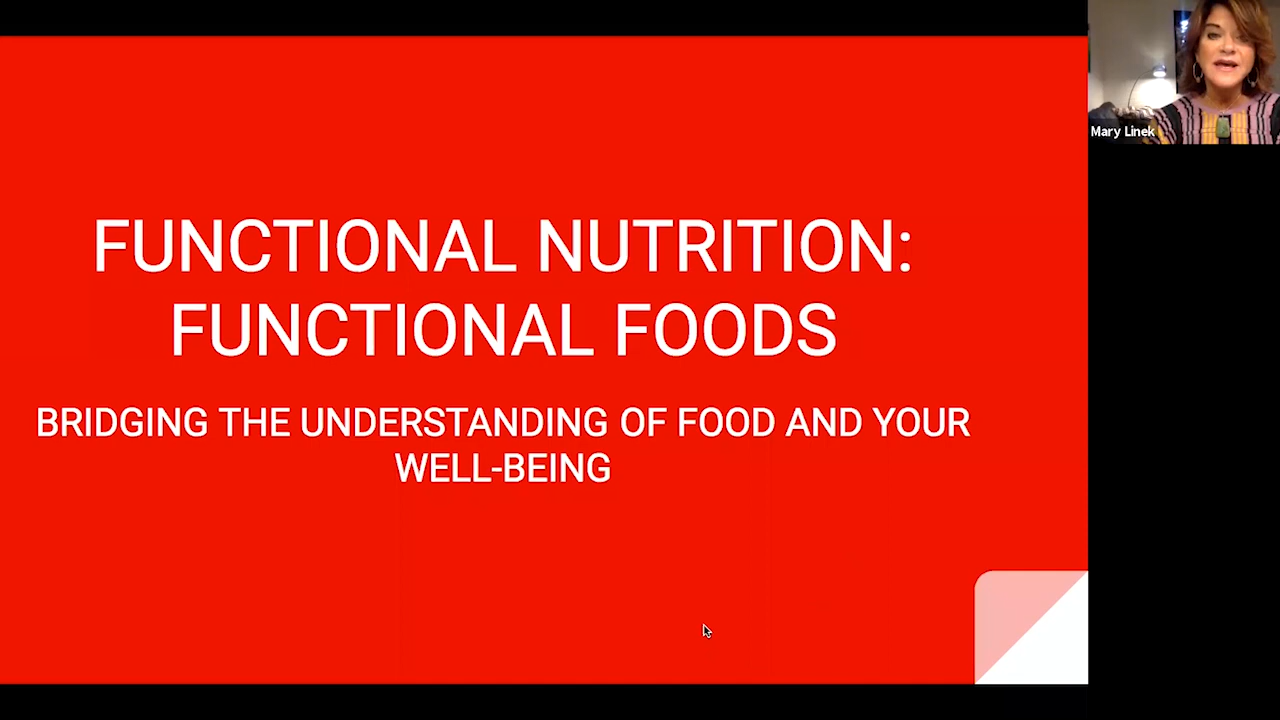 FUNCTIONAL NUTRITION:
FUNCTIONAL FOODS
BRIDGING THE UNDERSTANDING OF FOOD AND YOUR
WELL-BEING
Mary Linek